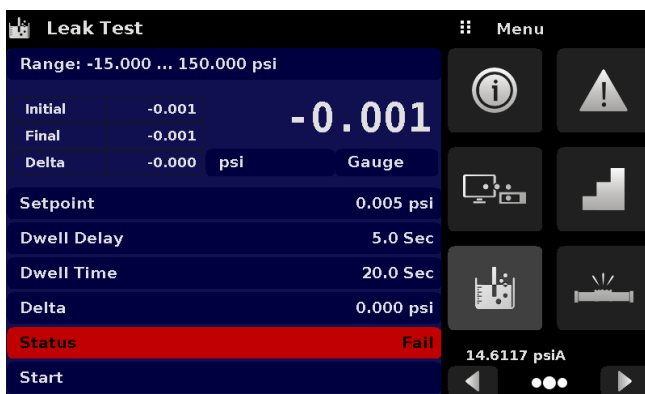 Leak Test
Menu
Range: -15.000 ... 150.000 psi
Initial -0.001
Final -0.001
Delta -0.000
-0.001
psi Gauge
Setpoint 0.005 psi
Dwell Delay 5.0 Sec
Dwell Time 20.0 Sec
Delta 0.000 psi
Status Fail
Start
14.6117 psiA